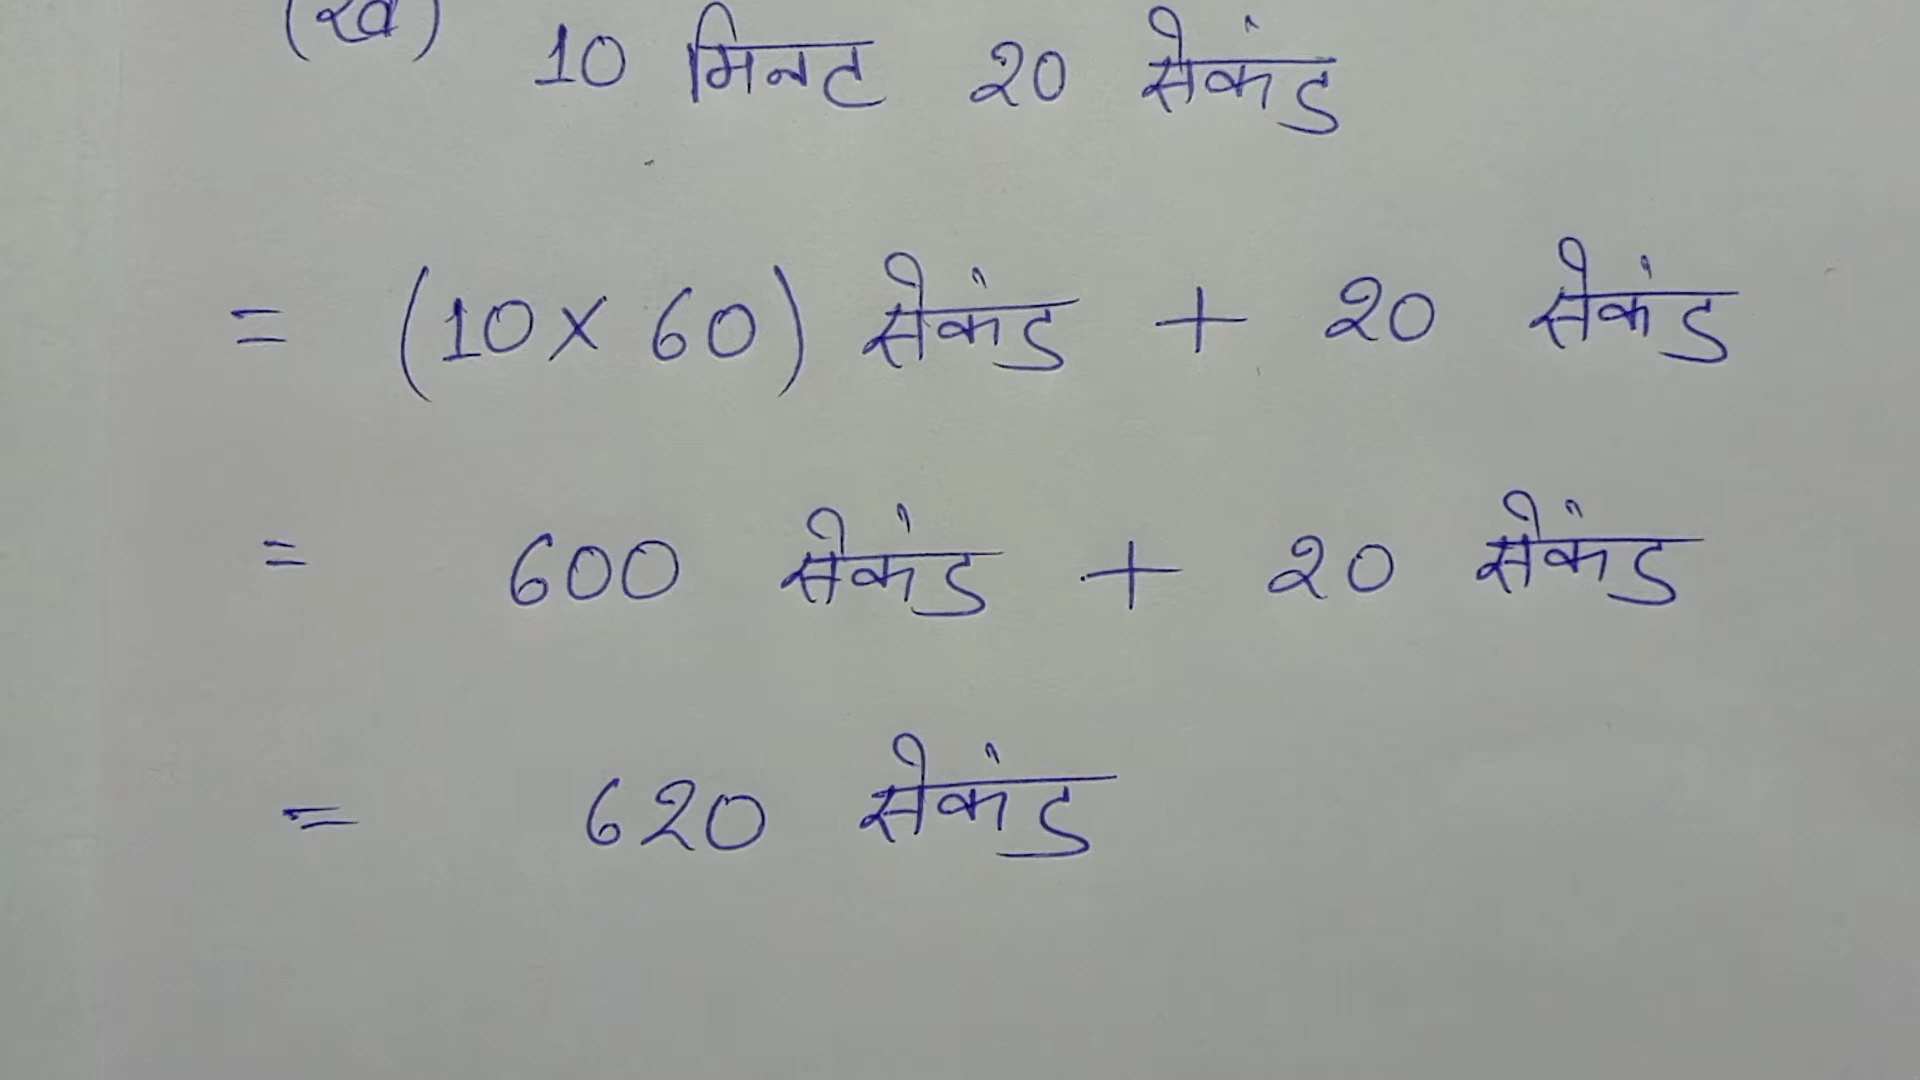 (ख) 10 मिनट 20 सेकंड
= (10 × 60) सेकंड + 20 सेकंड
= 600 सेकंड + 20 सेकंड
= 620 सेकंड